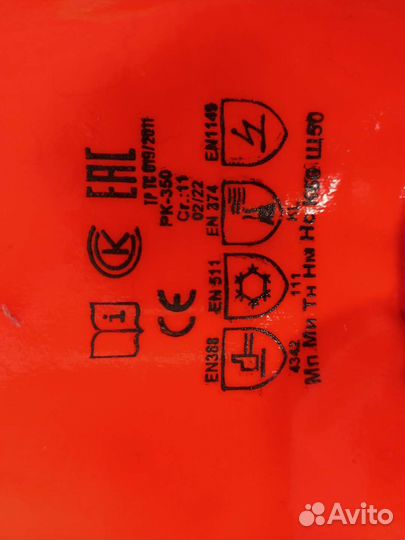 EAC
ТР ТС 019/2011
РК-350
Cr.:11
02/22
CE
i
EN388
EN 511
EN 374
EN1149
4342
111
Мп Ми Тн Нм Щ50
Avito